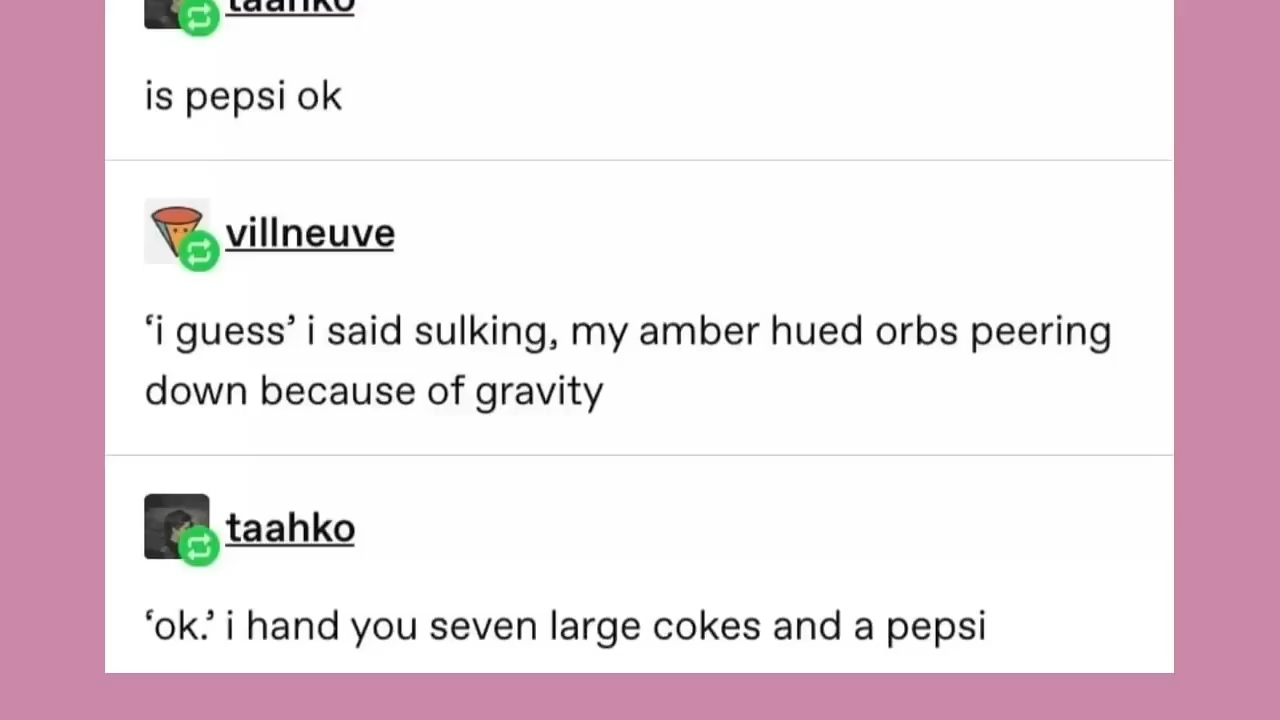 taahko
is pepsi ok
villneuve
‘i guess’ i said sulking, my amber hued orbs peering
down because of gravity
taahko
‘ok.’ i hand you seven large cokes and a pepsi